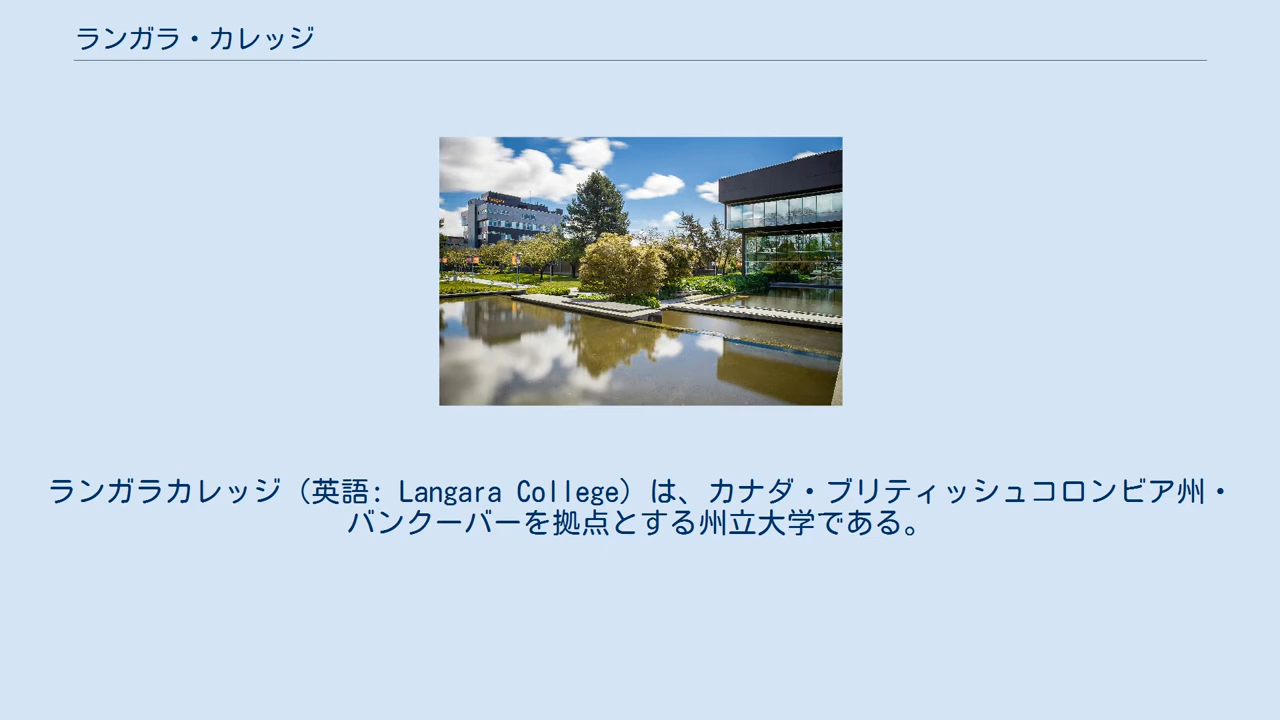 ランガラ・カレッジ
ランガラカレッジ（英語: Langara College）は、カナダ・ブリティッシュコロンビア州・
バンクーバーを拠点とする州立大学である。